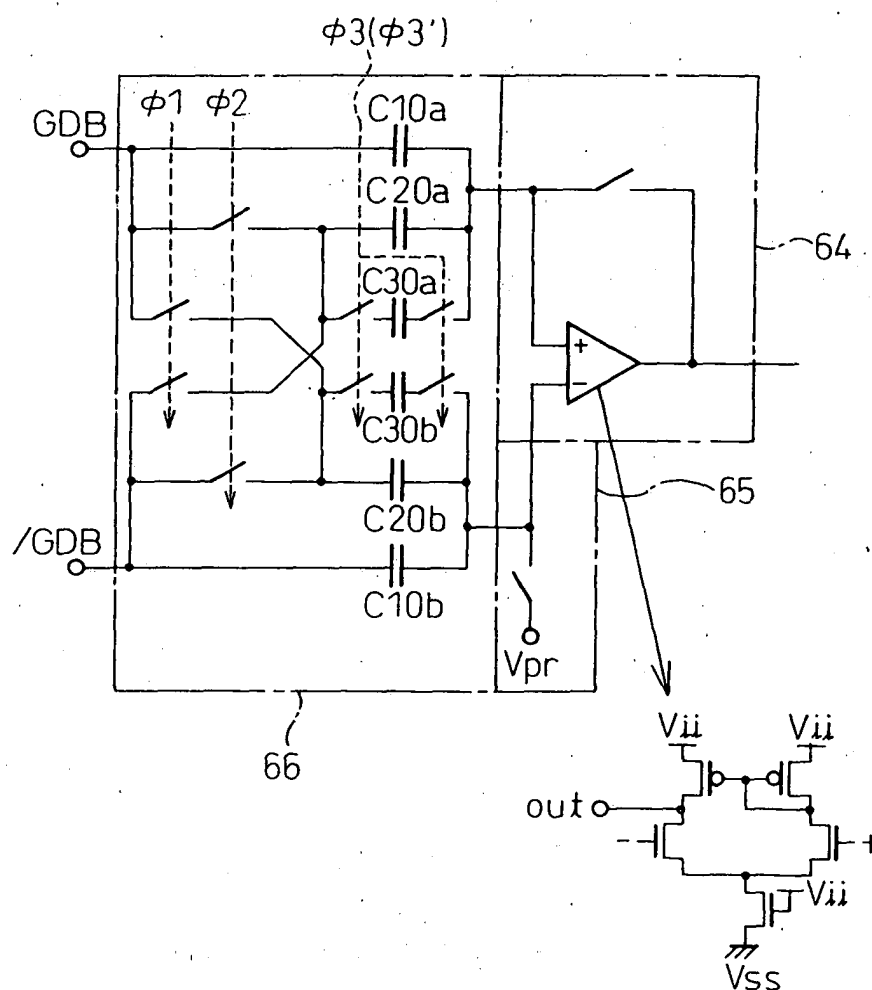 φ3(φ3')
φ1
φ2
GDB
C10a
C20a
C30a
C30b
C20b
C10b
/GDB
+
−
64
65
Vpr
66
Vii
Vii
out
−
+
Vii
Vss